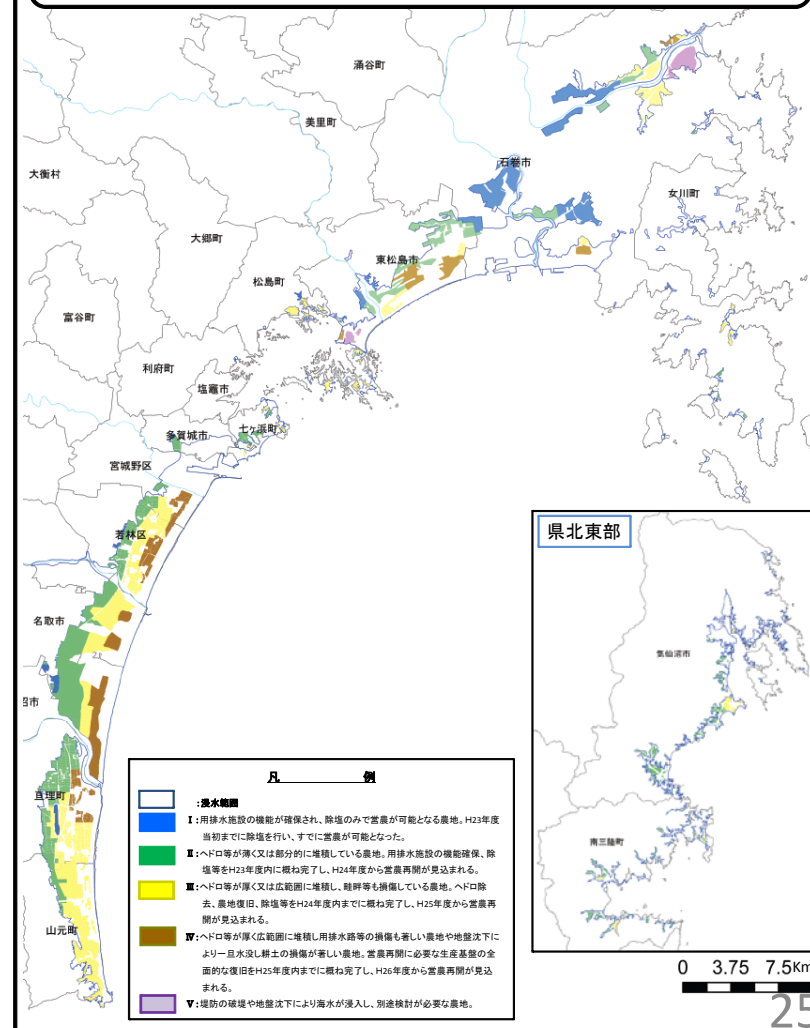 涌谷町
美里町
大衡村
石巻市
女川町
大郷町
東松島市
松島町
富谷町
利府町
塩竈市
七ヶ浜町
多賀城市
宮城野区
若林区
名取市
沼市
亘理町
山元町
県北東部
気仙沼市
南三陸町
凡 例
:浸水範囲
Ⅰ:用排水施設の機能が確保され、除塩のみで営農が可能となる農地。H23年度
当初までに除塩を行い、すでに営農が可能となった。
Ⅱ:ヘドロ等が薄く又は部分的に堆積している農地。用排水施設の機能確保、除
塩等をH23年度内に概ね完了し、H24年度から営農再開が見込まれる。
Ⅲ:ヘドロ等が厚く又は広範囲に堆積し、畦畔等も損傷している農地。ヘドロ除
去、農地復旧、除塩等をH24年度内までに概ね完了し、H25年度から営農再
開が見込まれる。
Ⅳ:ヘドロ等が厚く広範囲に堆積し用排水路等の損傷も著しい農地や地盤沈下に
より一旦水没し耕土の損傷が著しい農地。営農再開に必要な生産基盤の全
面的な復旧をH25年度内までに概ね完了し、H26年度から営農再開が見込
まれる。
Ⅴ:堤防の破堤や地盤沈下により海水が浸入し、別途検討が必要な農地。
0 3.75 7.5Km
25